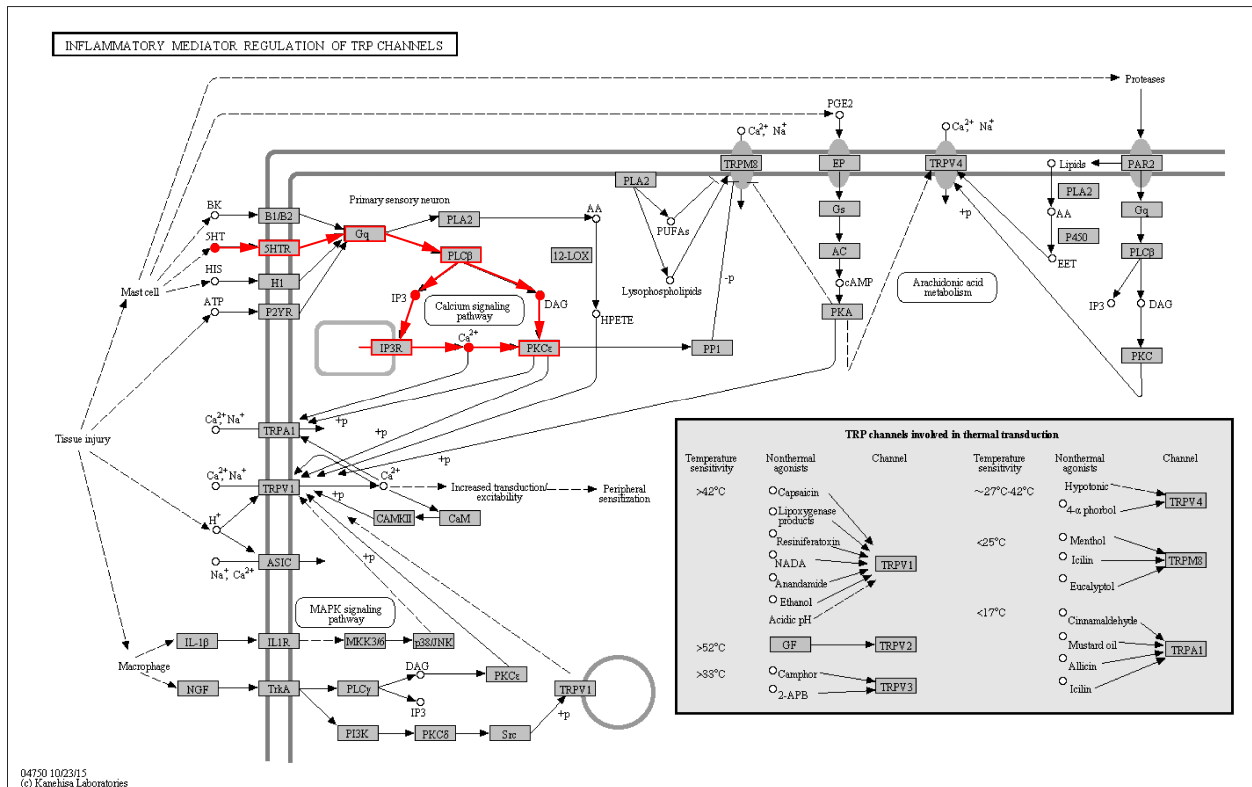 INFLAMMATORY MEDIATOR REGULATION OF TRP CHANNELS
Proteases
PGE2
Ca2+, Na+
Ca2+, Na+
TRPM8
EP
TRPV4
Lipids
PAR2
PLA2
PLA2
Primary sensory neuron
BK
B1/B2
PLA2
AA
PUFAs
Gs
+p
AA
Gq
5HT
5HTR
Gq
PLCβ
12-LOX
-p
AC
P450
PLCβ
EET
HIS
H1
Mast cell
Lysophospholipids
cAMP
Arachidonic acid
metabolism
ATP
P2YR
IP3
Calcium signaling
pathway
DAG
HPETE
PKA
IP3
DAG
IP3R
Ca2+
PKCε
PP1
PKC
Ca2+, Na+
TRPA1
+p
+p
Tissue injury
+p
Ca2+, Na+
TRPV1
Ca2+
Increased transduction/
excitability
Peripheral
sensitization
+p
H+
CAMKII
CaM
ASIC
Na+, Ca2+
+p
MAPK signaling
pathway
IL-1β
IL1R
MKK3/6
p38/JNK
Macrophage
DAG
PKCε
NGF
TrkA
PLCγ
TRPV1
IP3
+p
PI3K
PKCδ
Src
TRP channels involved in thermal transduction
Temperature
sensitivity
Nonthermal
agonists
Channel
Temperature
sensitivity
Nonthermal
agonists
Channel
>42°C
Capsaicin
Lipoxygenase
products
Resiniferatoxin
NADA
Anandamide
Ethanol
Acidic pH
TRPV1
>52°C
GF
TRPV2
>33°C
Camphor
2-APB
TRPV3
~27°C-42°C
Hypotonic
4-α phorbol
TRPV4
<25°C
Menthol
Icilin
Eucalyptol
TRPM8
<17°C
Cinnamaldehyde
Mustard oil
Allicin
Icilin
TRPA1
04750 10/23/15
(c) Kanehisa Laboratories